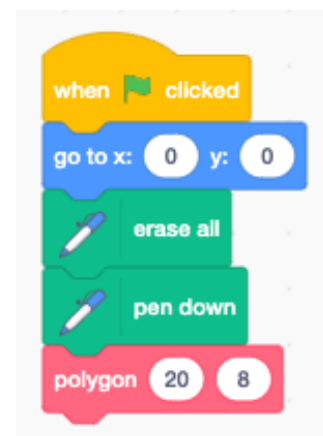 when clicked
go to x: 0 y: 0
erase all
pen down
polygon 20 8